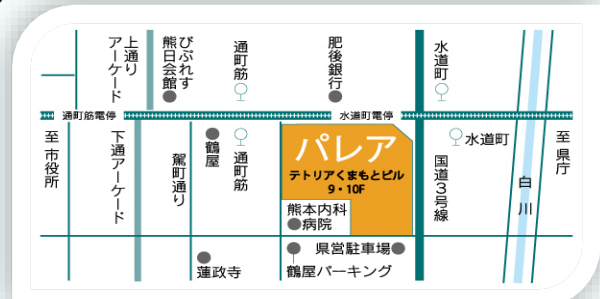 上通り
アーケード
びぷれす
熊日会館
通町筋
肥後銀行
水道町
通町筋電停
水道町電停
至 市役所
下通アーケード
駕町通り
鶴屋
通町筋
パレア
テトリアくまもとビル
9・10F
国道3号線
水道町
白川
至 県庁
熊本内科
病院
県営駐車場
蓮政寺
鶴屋パーキング